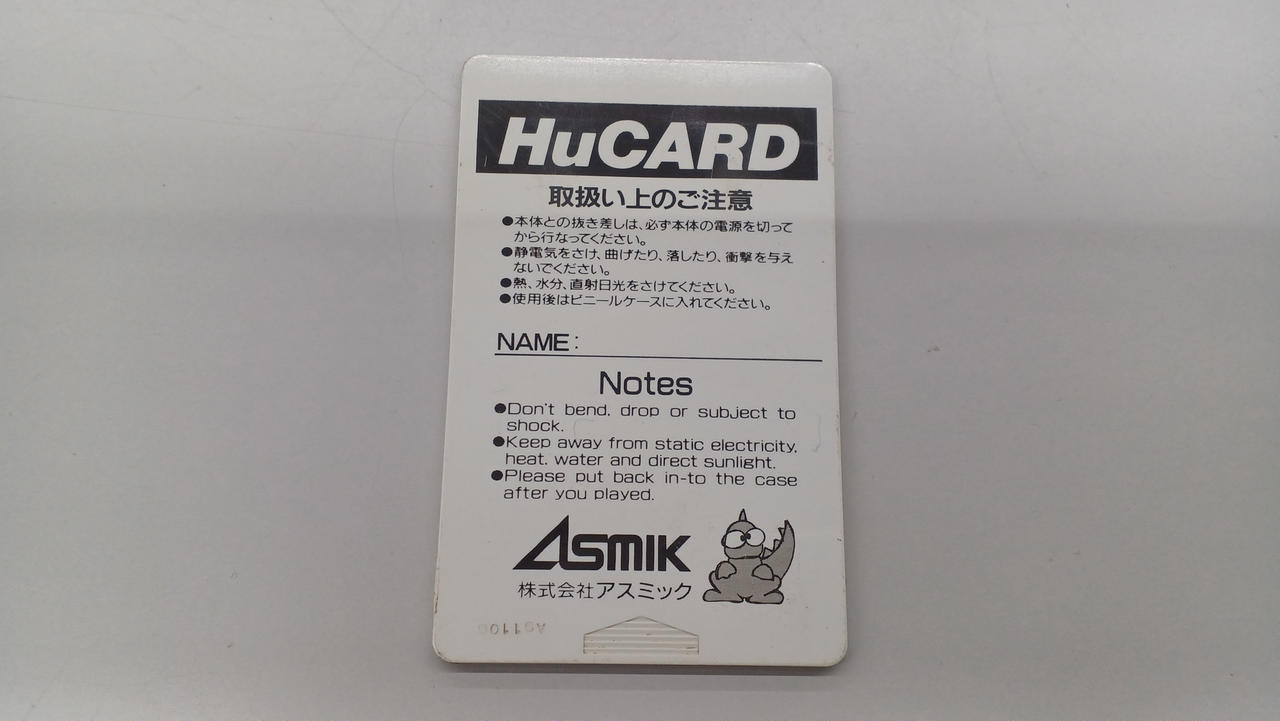 HuCARD
取扱い上のご注意
●本体との抜き差しは、必ず本体の電源を切って
から行なってください。
●静電気をさけ、曲げたり、落したり、衝撃を与え
ないでください。
●熱、水分、直射日光をさけてください。
●使用後はビニールケースに入れてください。
NAME:
Notes
●Don't bend, drop or subject to
shock.
●Keep away from static electricity,
heat, water and direct sunlight.
●Please put back in-to the case
after you played.
ASMIK
株式会社アスミック